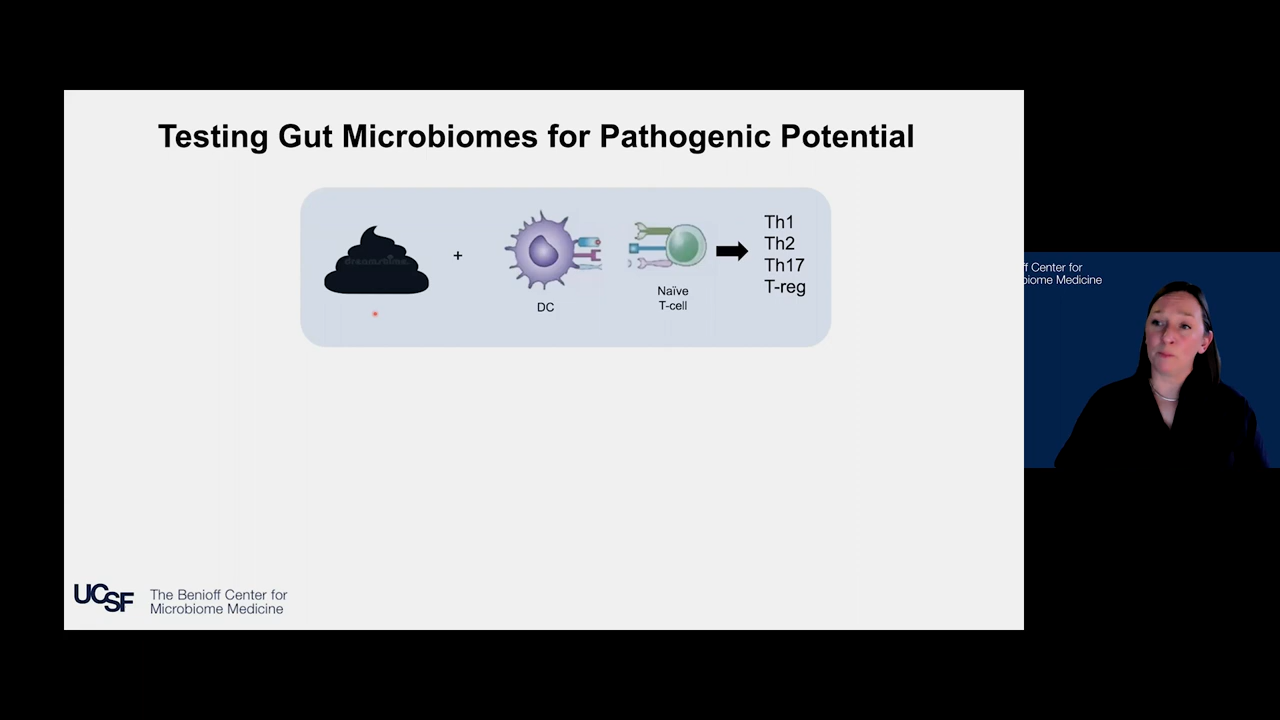 Testing Gut Microbiomes for Pathogenic Potential
+
DC
Naïve
T-cell
Th1
Th2
Th17
T-reg
UCSF
The Benioff Center for
Microbiome Medicine
ff Center for
biome Medicine